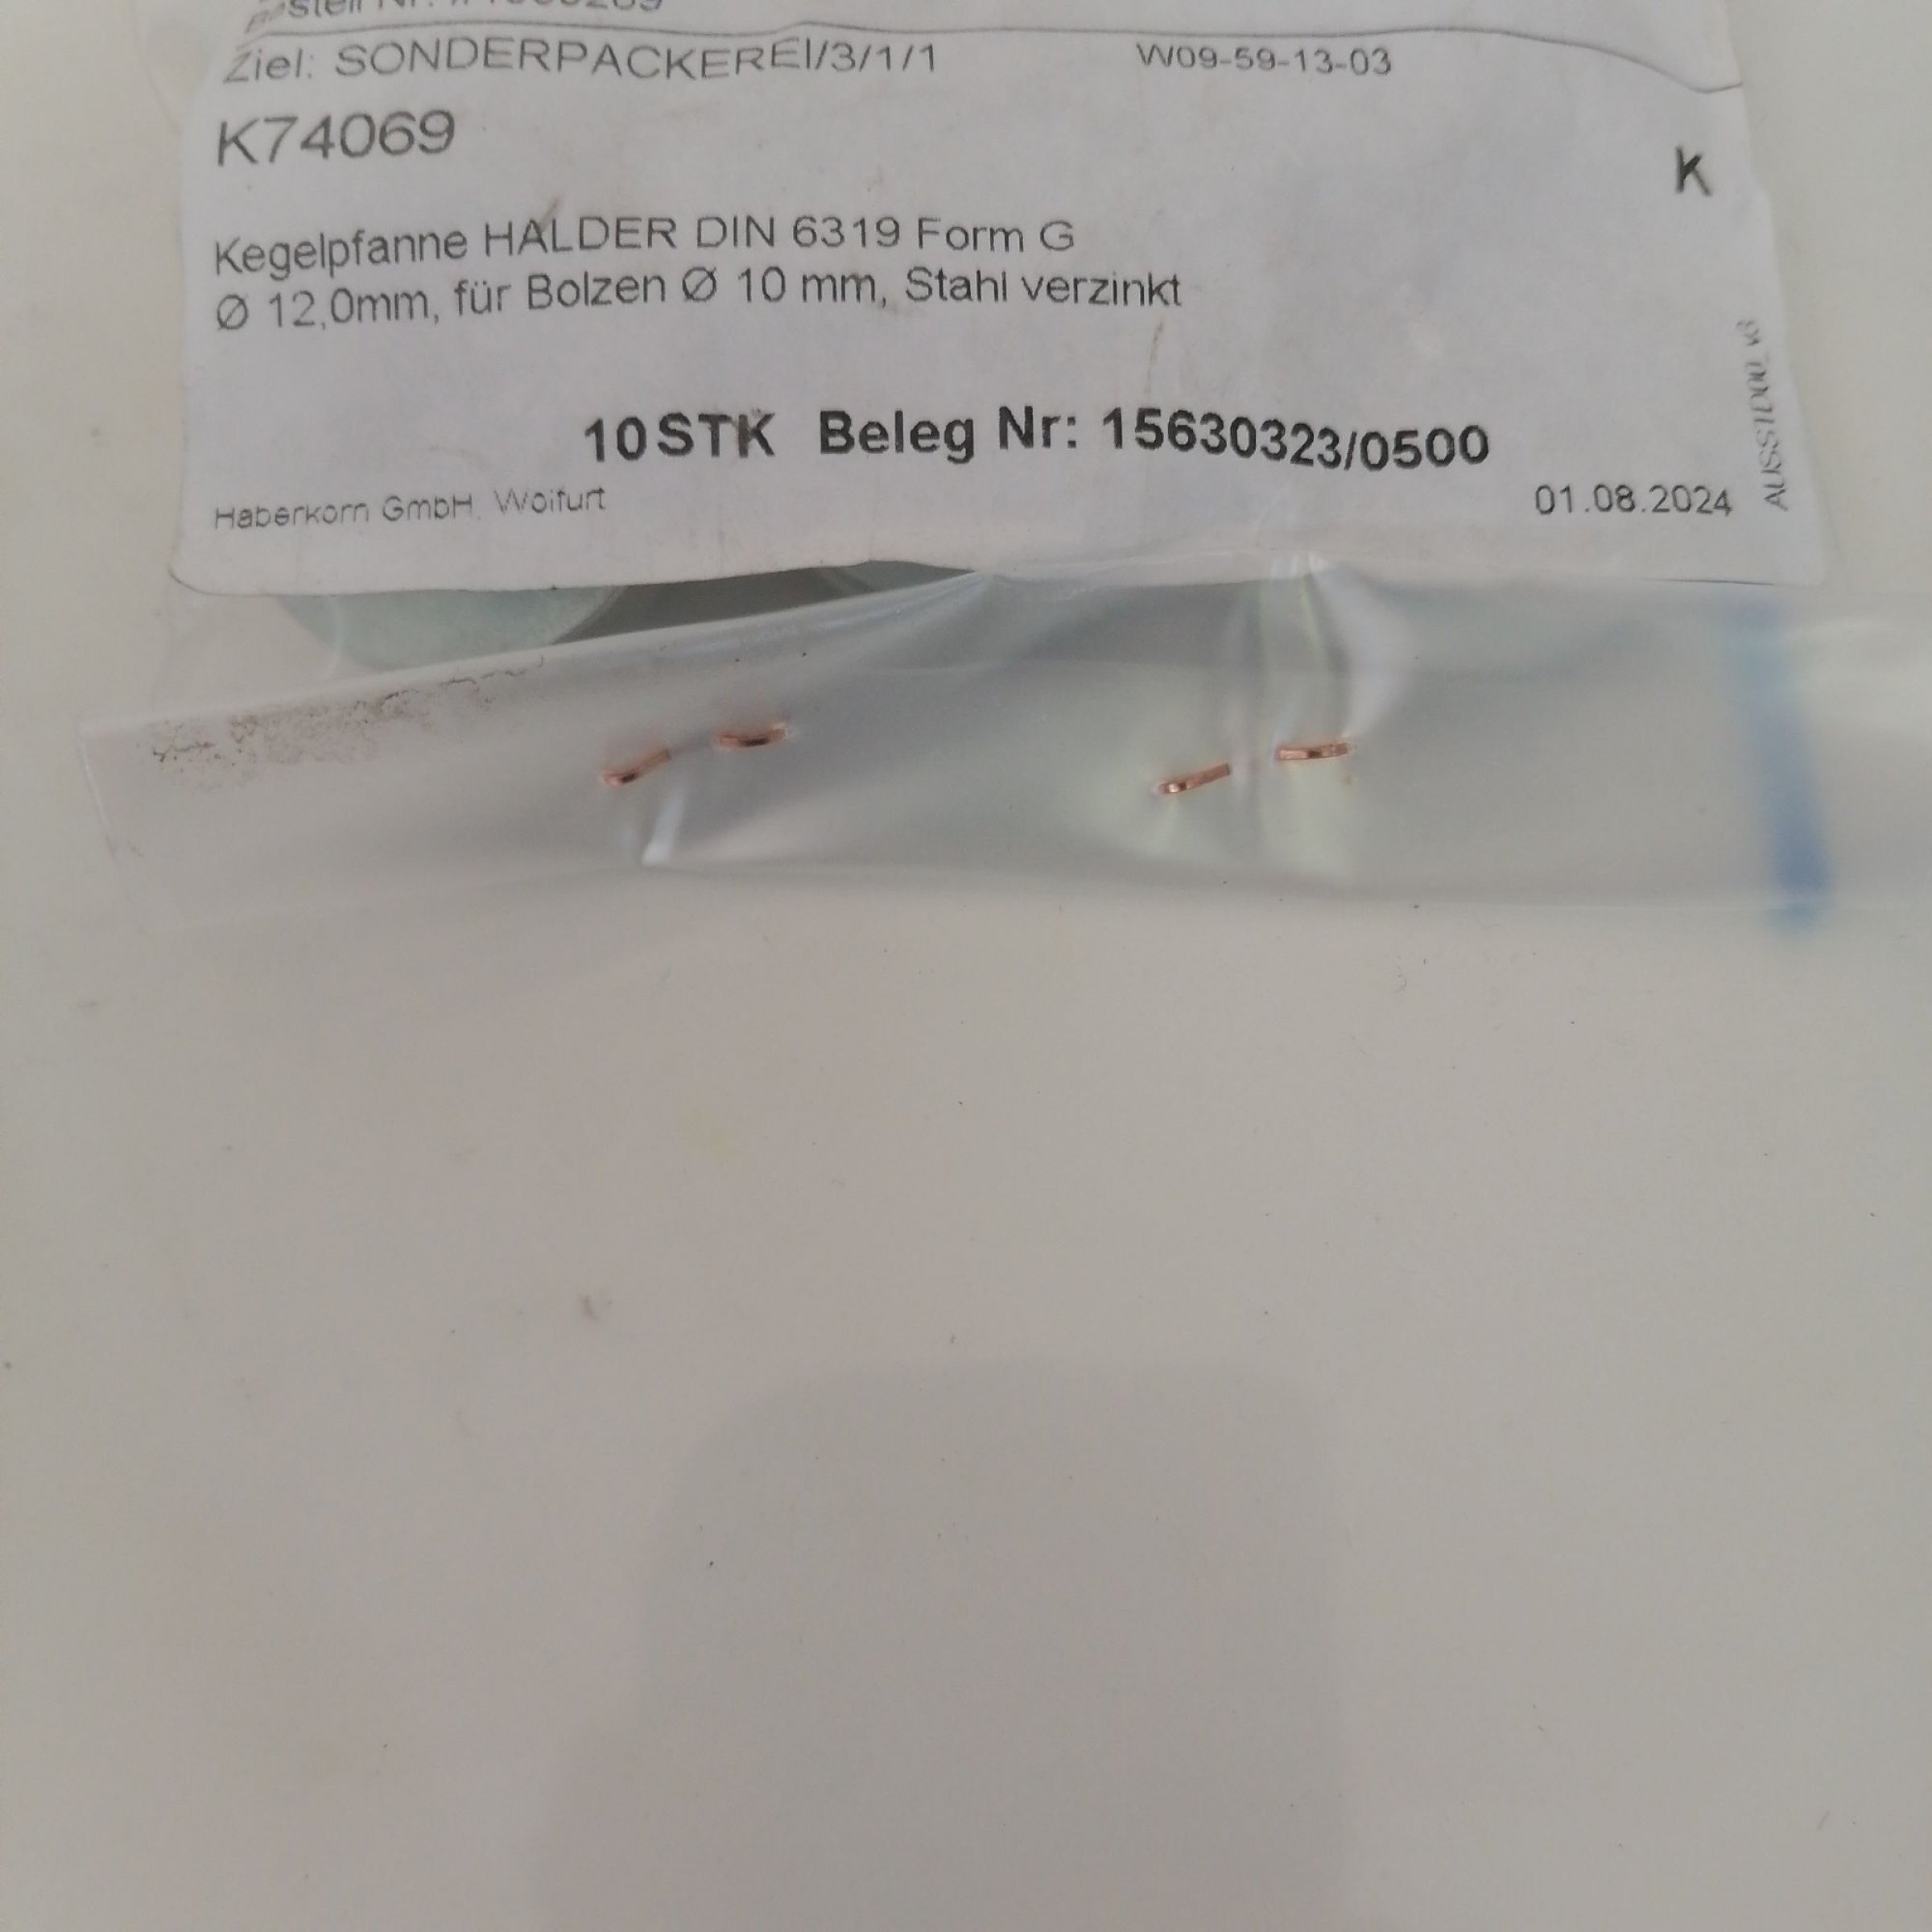 Ziel: SONDERPACKEREI/3/1/1 W09-59-13-03
K74069
K
Kegelpfanne HALDER DIN 6319 Form G
Ø 12,0mm, für Bolzen Ø 10 mm, Stahl verzinkt
10STK Beleg Nr: 15630323/0500
Haberkorn GmbH, Wolfurt 01.08.2024